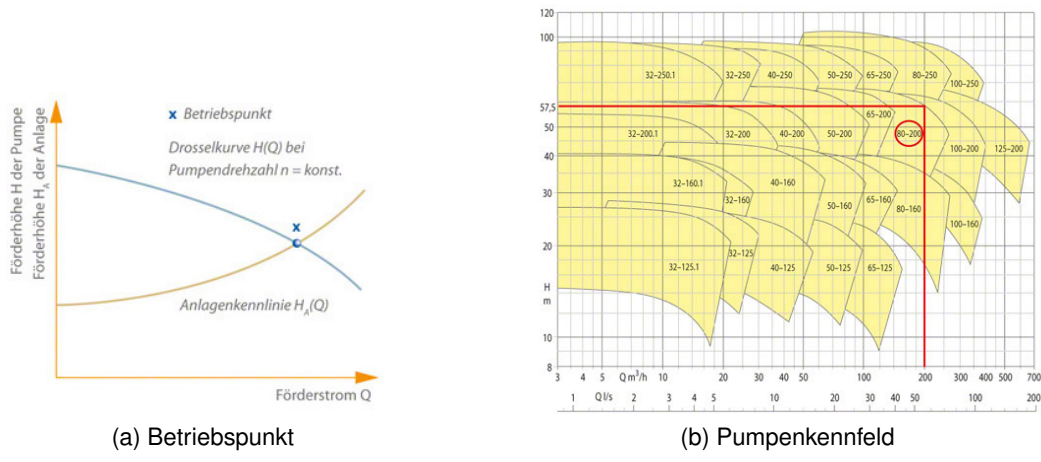 Förderhöhe H der Pumpe
Förderhöhe H_A der Anlage
x Betriebspunkt
Drosselkurve H(Q) bei
Pumpendrehzahl n = konst.
x
Anlagenkennlinie H_A(Q)
Förderstrom Q
(a) Betriebspunkt
120
100
57,5
50
40
30
20
H
m
10
8
32–250.1
32–250
40–250
50–250
65–250
80–250
100–250
32–200.1
32–200
40–200
50–200
65–200
80–200
100–200
125–200
32–160.1
32–160
40–160
50–160
65–160
80–160
100–160
32–125.1
32–125
40–125
50–125
65–125
3 4 5 Q m³/h 10 20 30 40 50 100 200 300 400 500 700
1 Q l/s 2 3 4 5 10 20 30 40 50 100 200
(b) Pumpenkennfeld